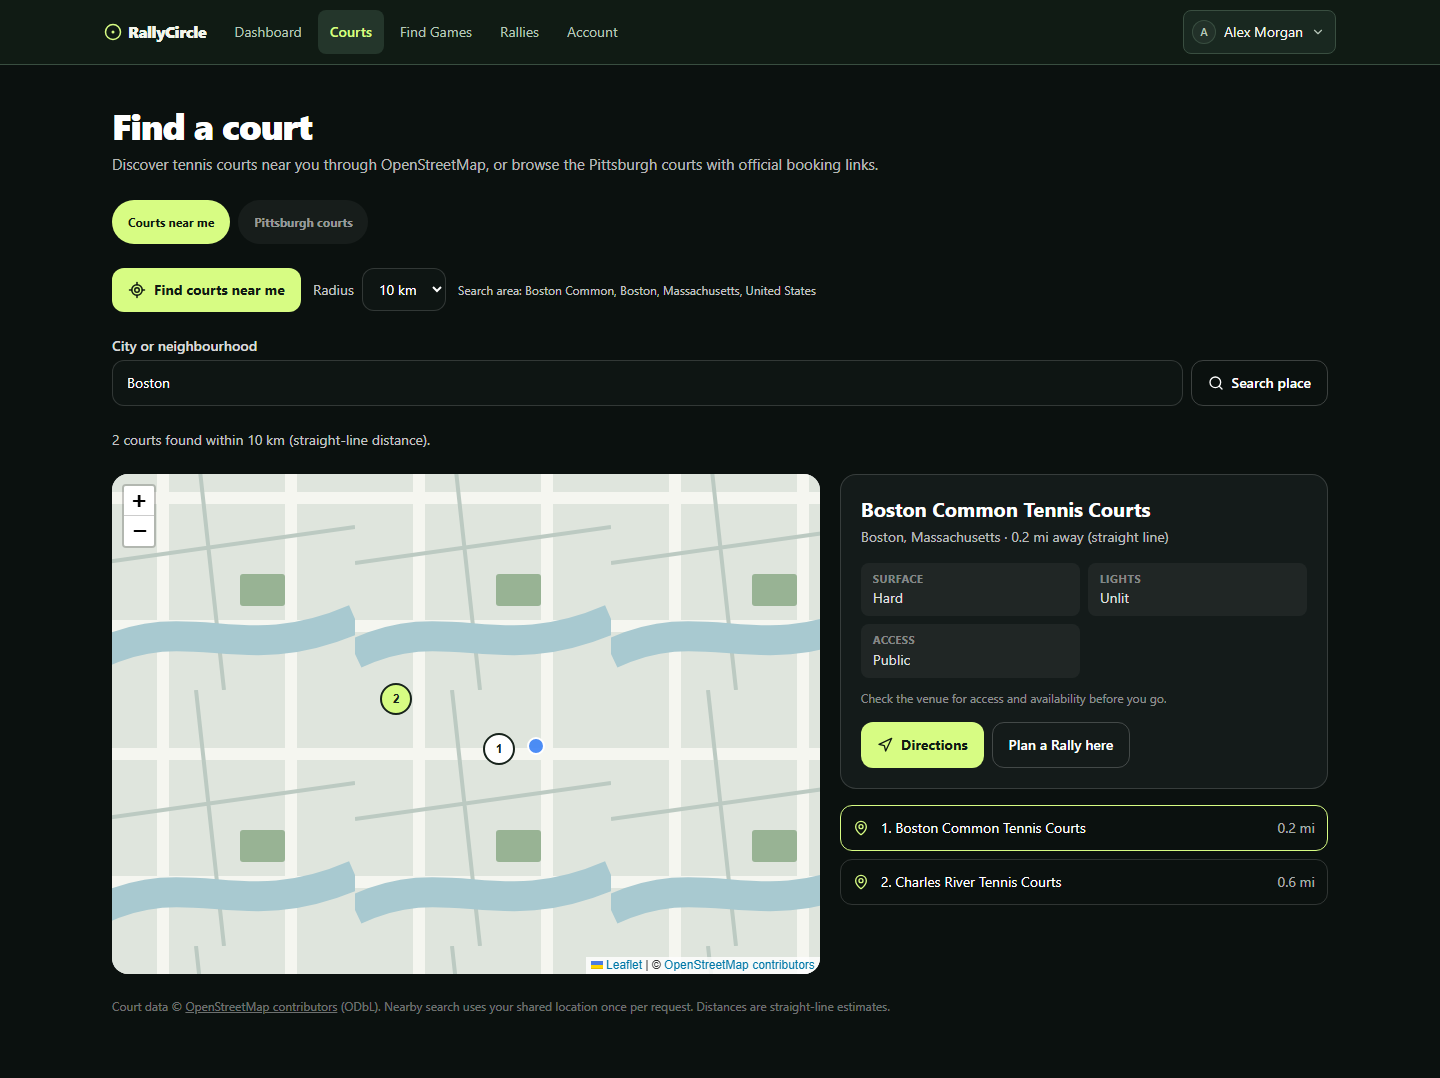 RallyCircle
Dashboard
Courts
Find Games
Rallies
Account
A
Alex Morgan
Find a court
Discover tennis courts near you through OpenStreetMap, or browse the Pittsburgh courts with official booking links.
Courts near me
Pittsburgh courts
Find courts near me
Radius
10 km
Search area: Boston Common, Boston, Massachusetts, United States
City or neighbourhood
Boston
Search place
2 courts found within 10 km (straight-line distance).
+
−
2
1
Leaflet | © OpenStreetMap contributors
Boston Common Tennis Courts
Boston, Massachusetts · 0.2 mi away (straight line)
SURFACE
Hard
LIGHTS
Unlit
ACCESS
Public
Check the venue for access and availability before you go.
Directions
Plan a Rally here
1. Boston Common Tennis Courts
0.2 mi
2. Charles River Tennis Courts
0.6 mi
Court data © OpenStreetMap contributors (ODbL). Nearby search uses your shared location once per request. Distances are straight-line estimates.